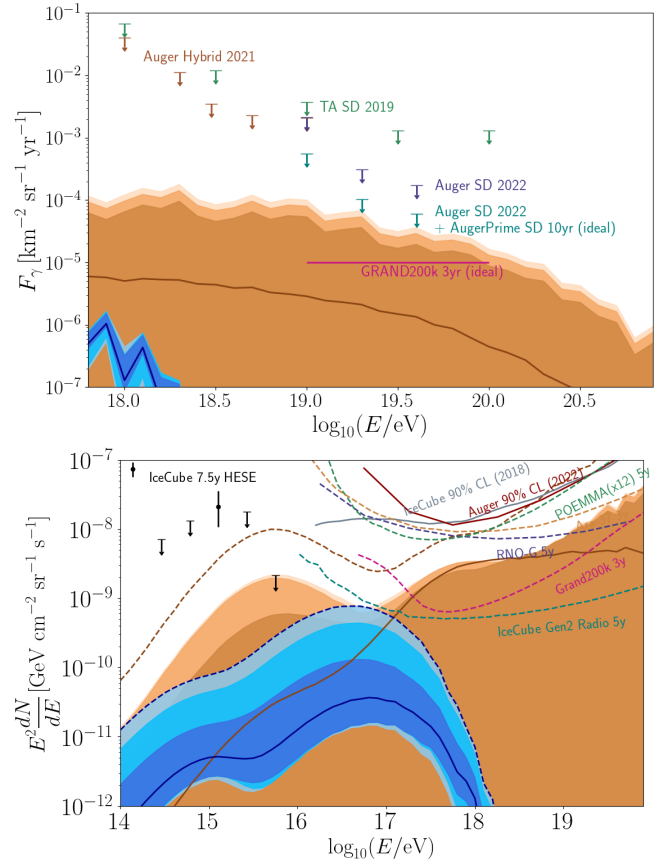 10⁻¹
10⁻²
10⁻³
10⁻⁴
10⁻⁵
10⁻⁶
10⁻⁷
F_γ [km⁻² sr⁻¹ yr⁻¹]
Auger Hybrid 2021
TA SD 2019
Auger SD 2022
Auger SD 2022
+ AugerPrime SD 10yr (ideal)
GRAND200k 3yr (ideal)
18.0 18.5 19.0 19.5 20.0 20.5
log₁₀(E/eV)
10⁻⁷
10⁻⁸
10⁻⁹
10⁻¹⁰
10⁻¹¹
10⁻¹²
E² dN/dE [GeV cm⁻² sr⁻¹ s⁻¹]
IceCube 7.5y HESE
IceCube 90% CL (2018)
Auger 90% CL (2022)
POEMMA(x12) 5y
RNO-G 5y
Grand200k 3y
IceCube Gen2 Radio 5y
14 15 16 17 18 19
log₁₀(E/eV)